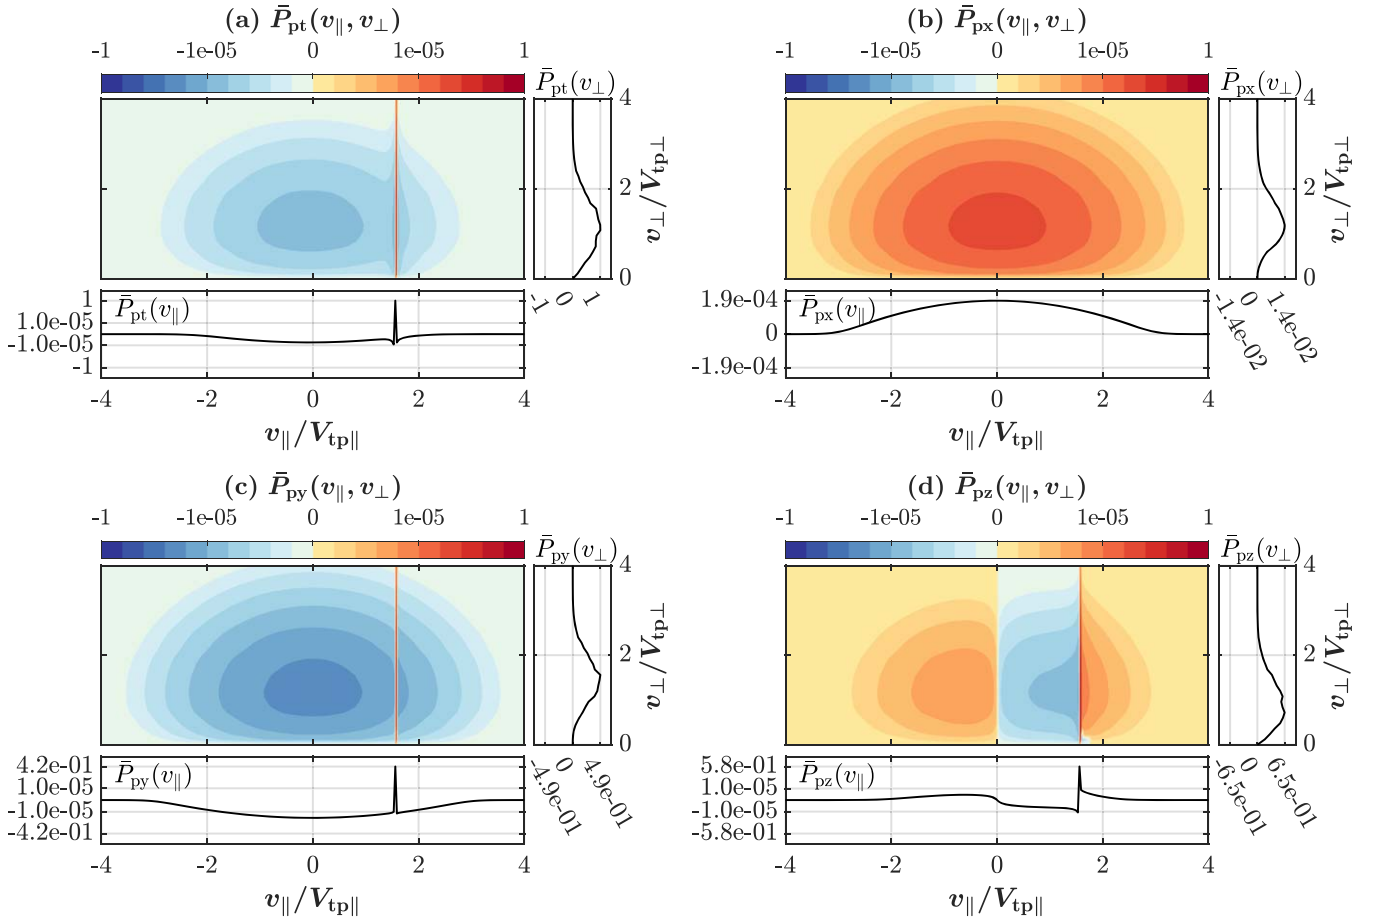 (a) P̄pt(v∥, v⊥)
-1 -1e-05 0 1e-05 1
P̄pt(v⊥)
4
2
0
v⊥/Vtp⊥
-1 0 1
P̄pt(v∥)
1
1.0e-05
-1.0e-05
-1
-4 -2 0 2 4
v∥/Vtp∥
(b) P̄px(v∥, v⊥)
-1 -1e-05 0 1e-05 1
P̄px(v⊥)
4
2
0
v⊥/Vtp⊥
-1.4e-02 0 1.4e-02
P̄px(v∥)
1.9e-04
0
-1.9e-04
-4 -2 0 2 4
v∥/Vtp∥
(c) P̄py(v∥, v⊥)
-1 -1e-05 0 1e-05 1
P̄py(v⊥)
4
2
0
v⊥/Vtp⊥
-4.9e-01 0 4.9e-01
P̄py(v∥)
4.2e-01
1.0e-05
-1.0e-05
-4.2e-01
-4 -2 0 2 4
v∥/Vtp∥
(d) P̄pz(v∥, v⊥)
-1 -1e-05 0 1e-05 1
P̄pz(v⊥)
4
2
0
v⊥/Vtp⊥
-6.5e-01 0 6.5e-01
P̄pz(v∥)
5.8e-01
1.0e-05
-1.0e-05
-5.8e-01
-4 -2 0 2 4
v∥/Vtp∥